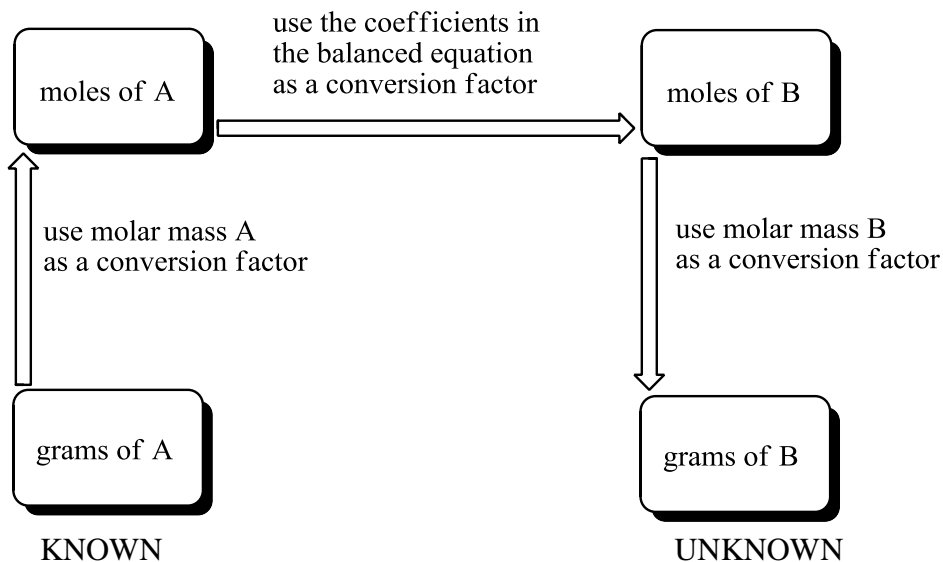 use the coefficients in
the balanced equation
as a conversion factor
moles of A
moles of B
use molar mass A
as a conversion factor
use molar mass B
as a conversion factor
grams of A
grams of B
KNOWN
UNKNOWN